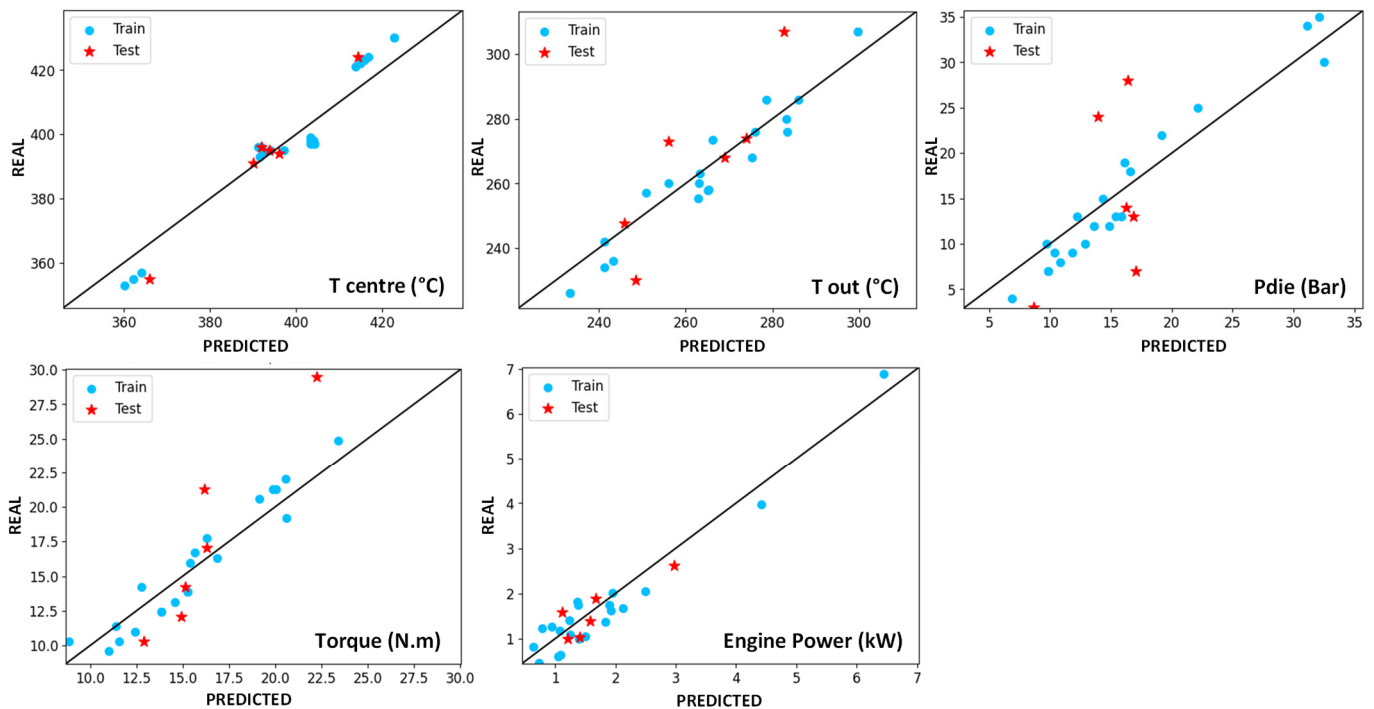 Train
Test
420
400
380
360
REAL
T centre (°C)
360 380 400 420
PREDICTED
Train
Test
300
280
260
240
REAL
T out (°C)
240 260 280 300
PREDICTED
Train
Test
35
30
25
20
15
10
5
REAL
Pdie (Bar)
5 10 15 20 25 30 35
PREDICTED
Train
Test
30.0
27.5
25.0
22.5
20.0
17.5
15.0
12.5
10.0
REAL
Torque (N.m)
10.0 12.5 15.0 17.5 20.0 22.5 25.0 27.5 30.0
PREDICTED
Train
Test
7
6
5
4
3
2
1
REAL
Engine Power (kW)
1 2 3 4 5 6 7
PREDICTED